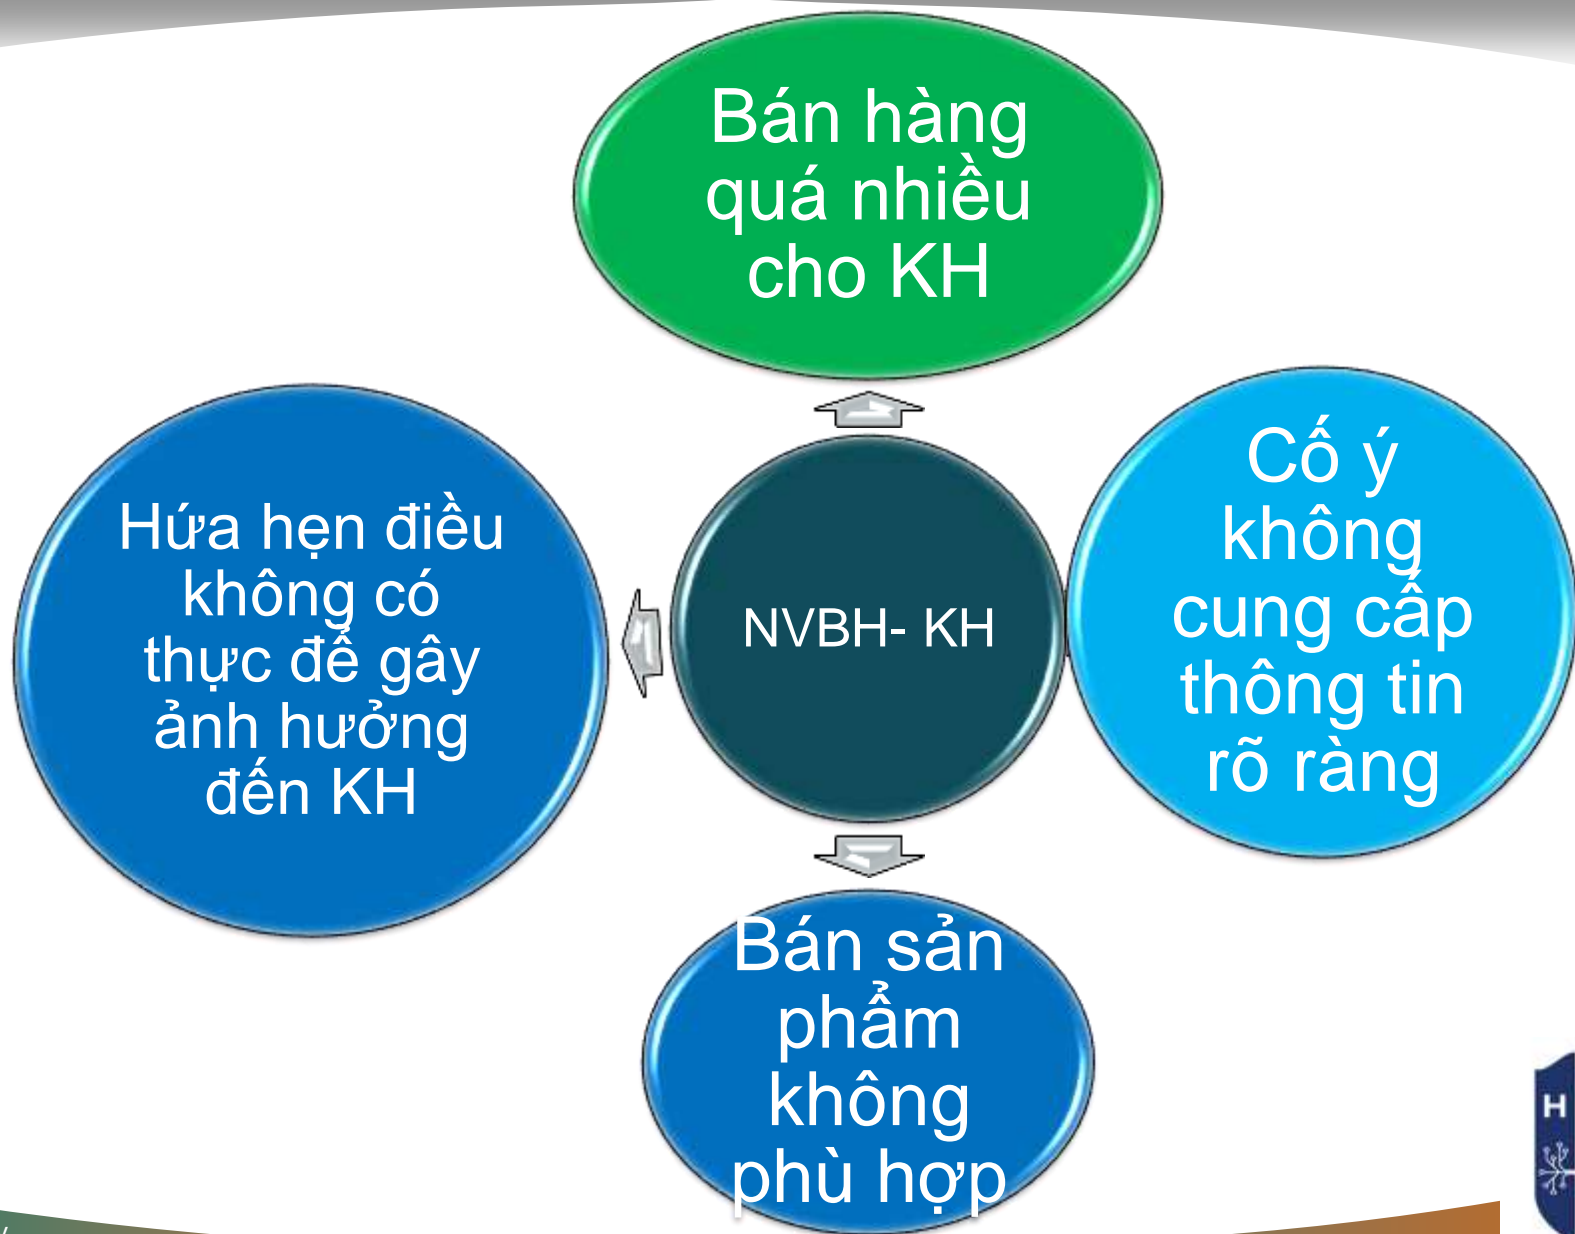 Bán hàng
quá nhiều
cho KH
Hứa hẹn điều
không có
thực để gây
ảnh hưởng
đến KH
NVBH- KH
Cố ý
không
cung cấp
thông tin
rõ ràng
Bán sản
phẩm
không
phù hợp
H